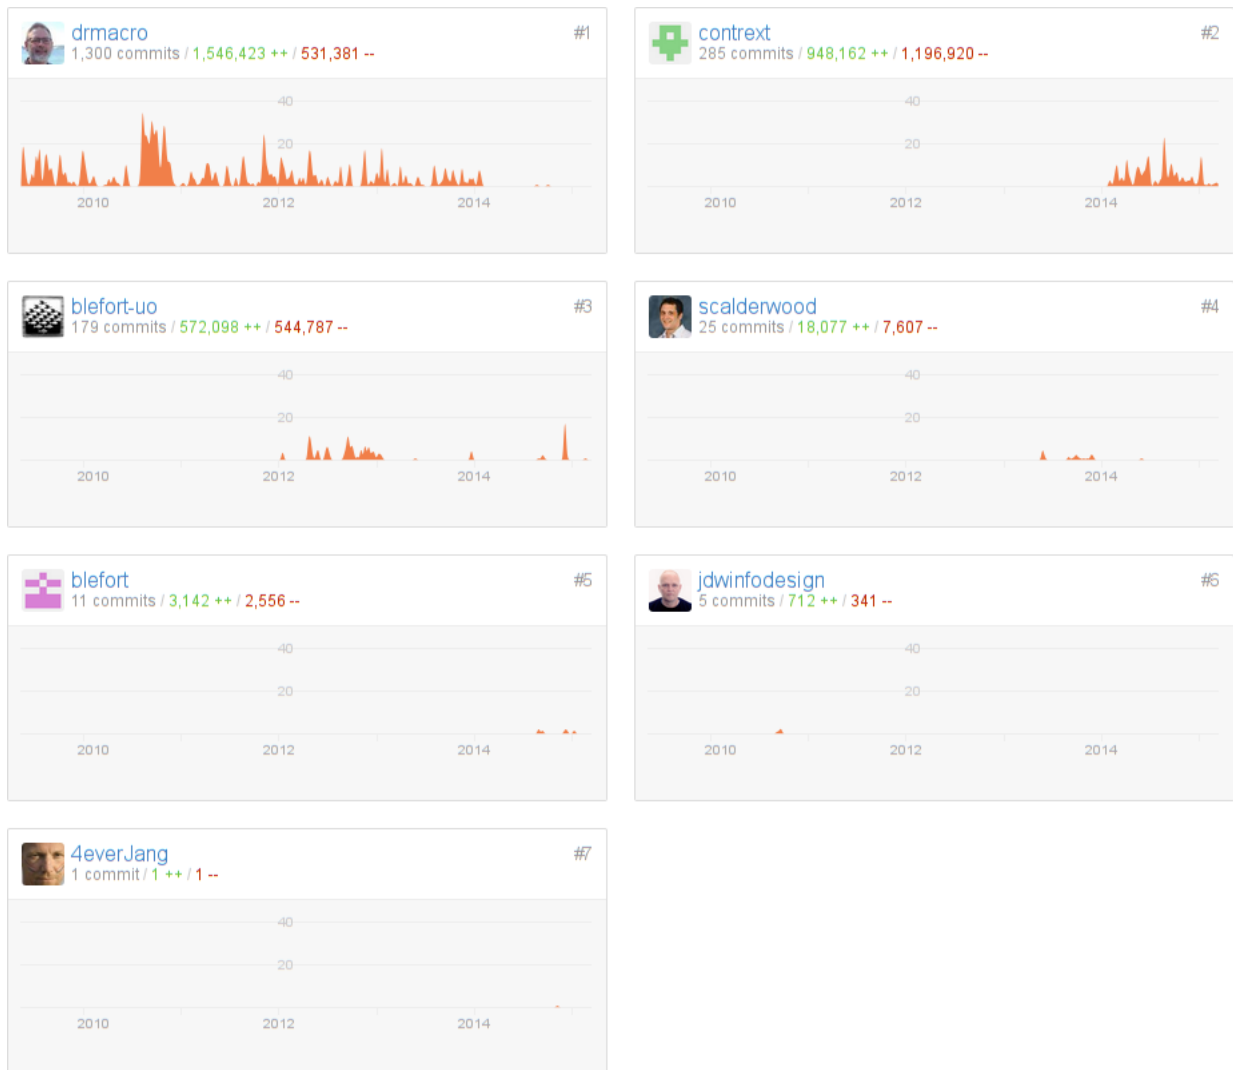 drmacro #1
1,300 commits / 1,546,423 ++ / 531,381 --
40
20
2010 2012 2014
contrext #2
285 commits / 948,162 ++ / 1,196,920 --
40
20
2010 2012 2014
blefort-uo #3
179 commits / 572,098 ++ / 544,787 --
40
20
2010 2012 2014
scalderwood #4
25 commits / 18,077 ++ / 7,607 --
40
20
2010 2012 2014
blefort #5
11 commits / 3,142 ++ / 2,556 --
40
20
2010 2012 2014
jdwinfodesign #6
5 commits / 712 ++ / 341 --
40
20
2010 2012 2014
4everJang #7
1 commit / 1 ++ / 1 --
40
20
2010 2012 2014